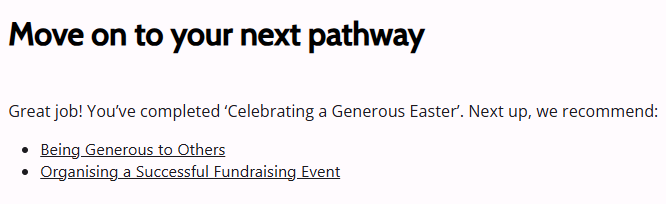 Move on to your next pathway
Great job! You’ve completed ‘Celebrating a Generous Easter’. Next up, we recommend:
• Being Generous to Others
• Organising a Successful Fundraising Event